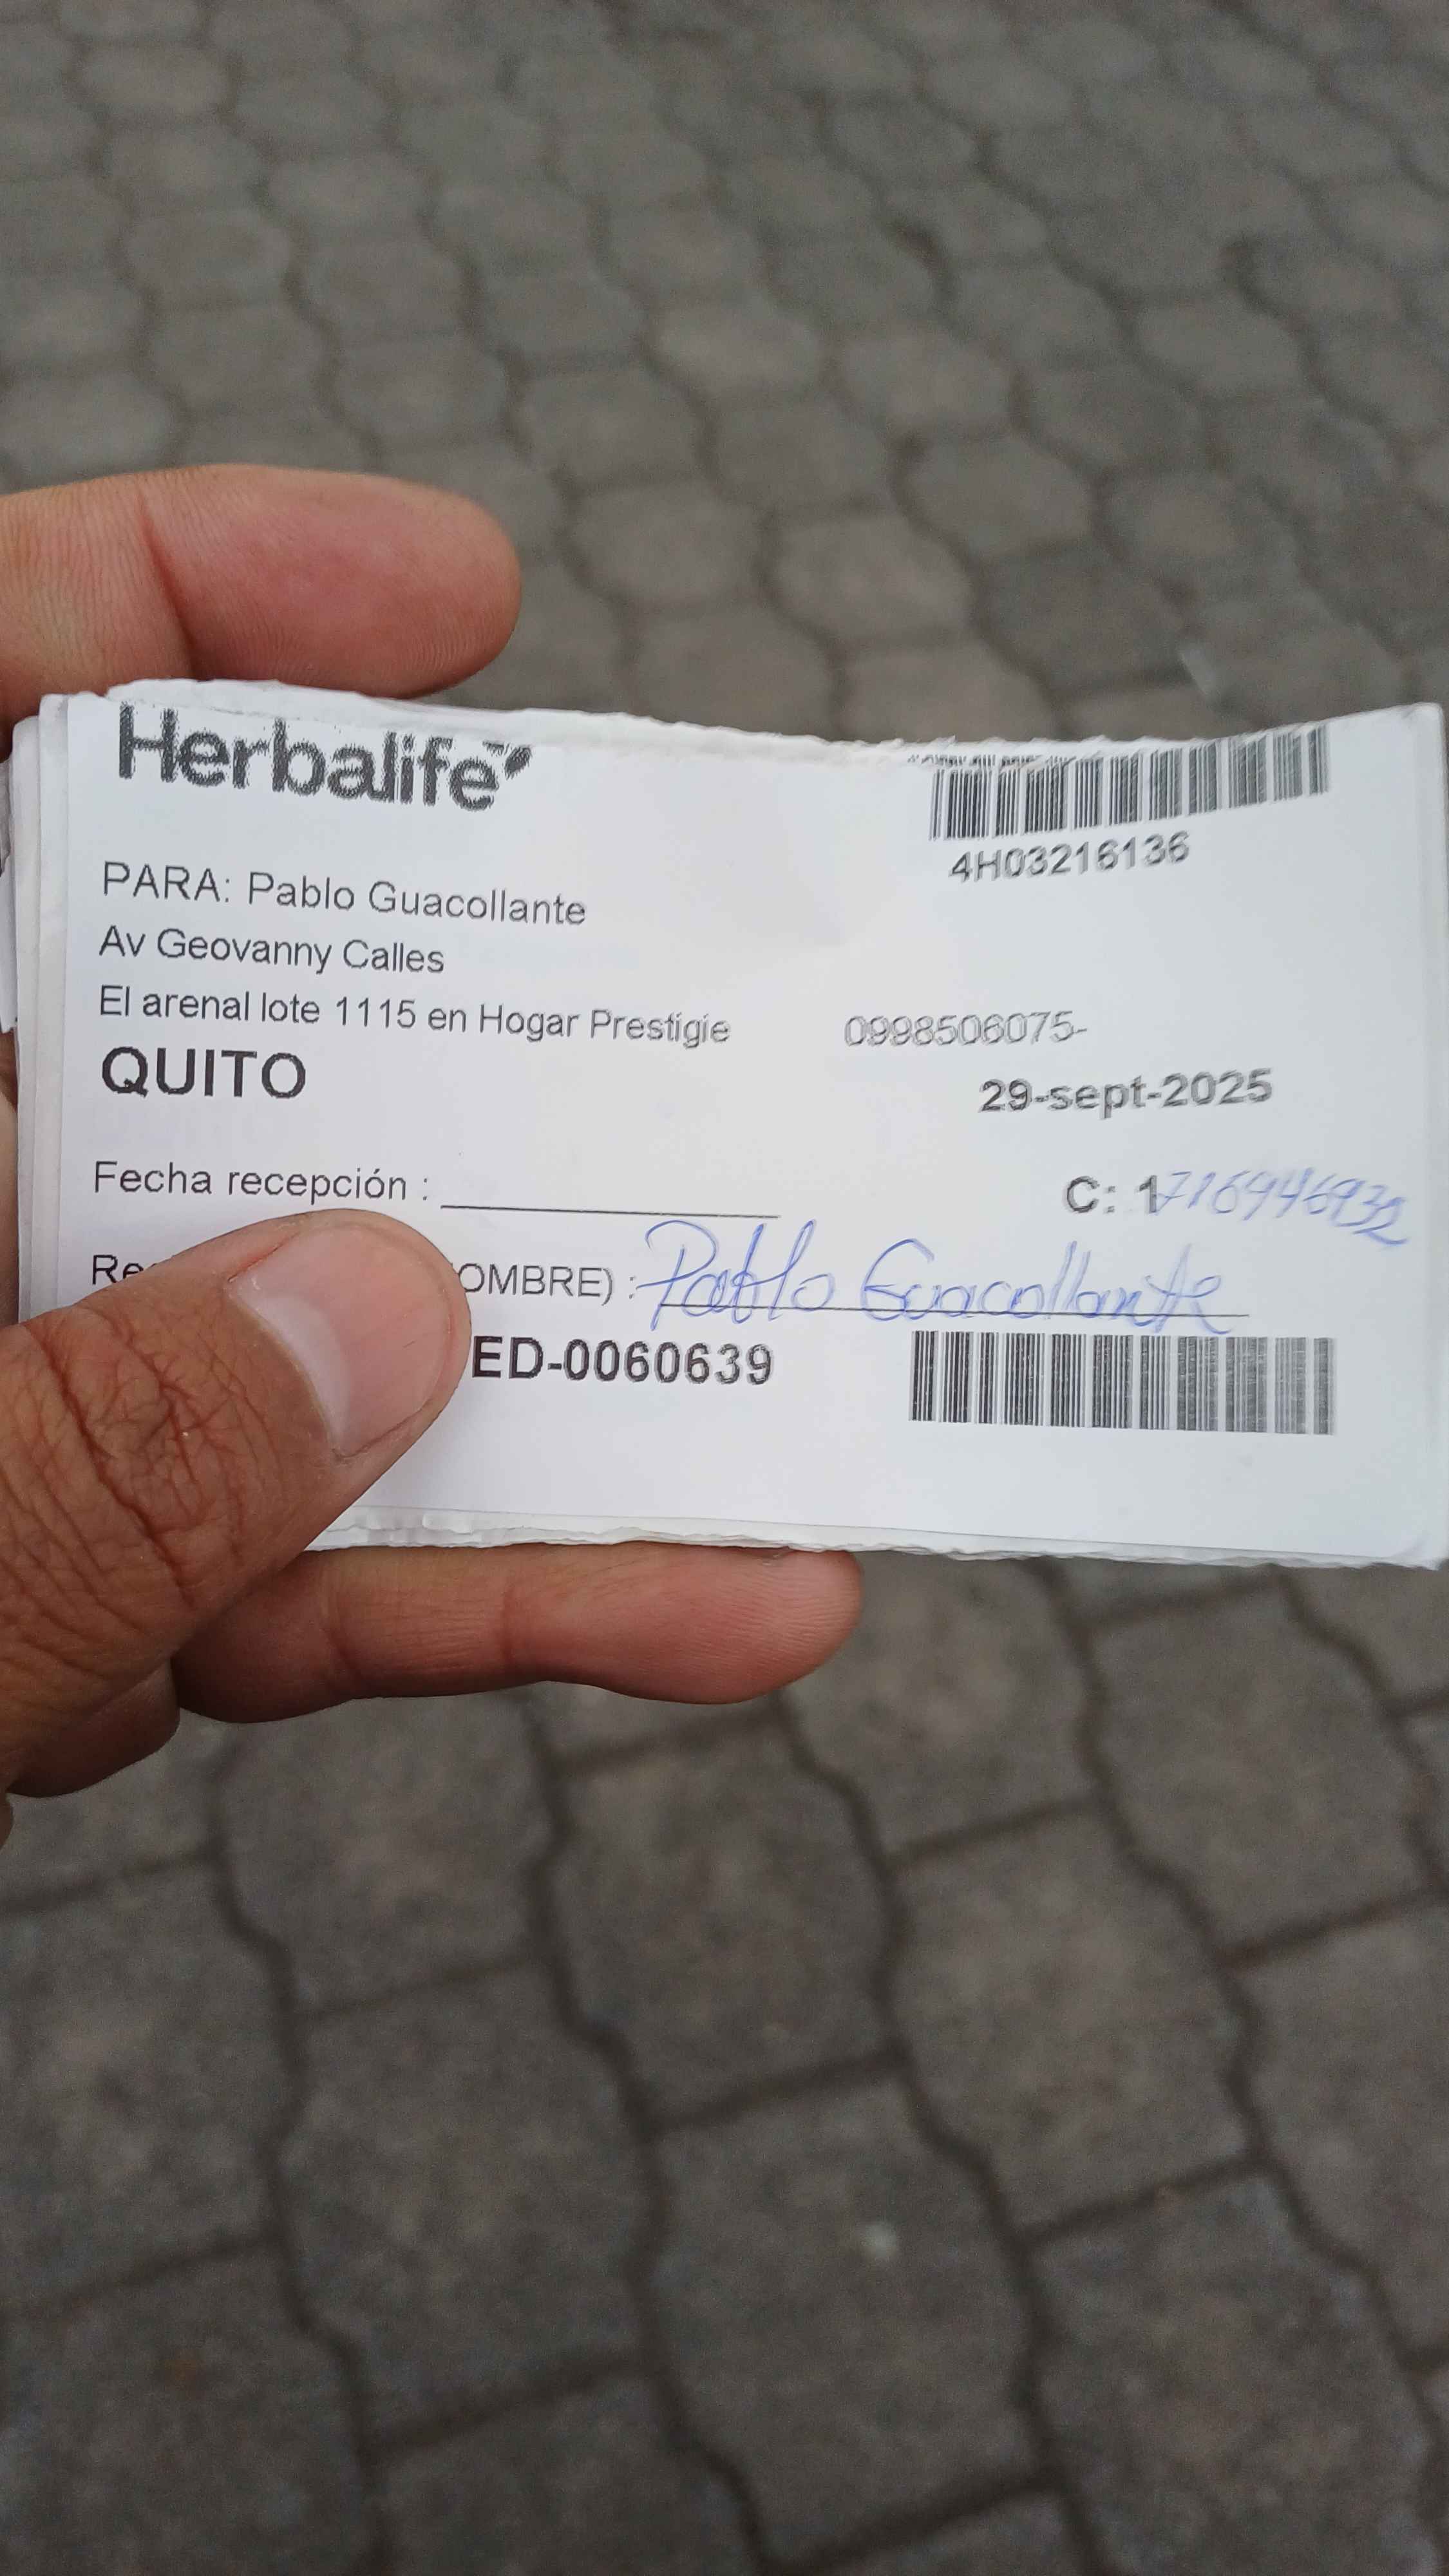 Herbalife
4H03216136
PARA: Pablo Guacollante
Av Geovanny Calles
El arenal lote 1115 en Hogar Prestigie 0998506075-
QUITO
29-sept-2025
Fecha recepción :
C: 1716946932
Pablo Guacollante
ED-0060639